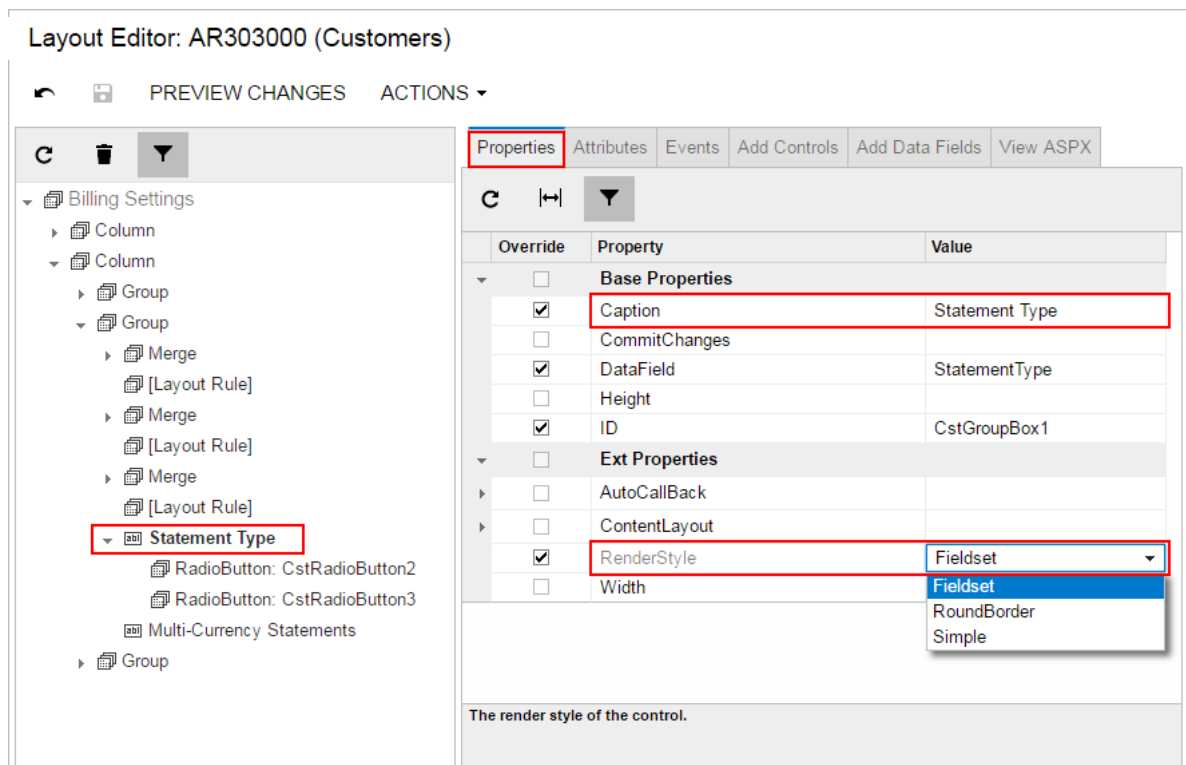 Layout Editor: AR303000 (Customers)
PREVIEW CHANGES ACTIONS
Billing Settings
Column
Column
Group
Group
Merge
[Layout Rule]
Merge
[Layout Rule]
Merge
[Layout Rule]
Statement Type
RadioButton: CstRadioButton2
RadioButton: CstRadioButton3
Multi-Currency Statements
Group
Properties Attributes Events Add Controls Add Data Fields View ASPX
Override Property Value
Base Properties
Caption Statement Type
CommitChanges
DataField StatementType
Height
ID CstGroupBox1
Ext Properties
AutoCallBack
ContentLayout
RenderStyle Fieldset
Width
Fieldset
RoundBorder
Simple
The render style of the control.